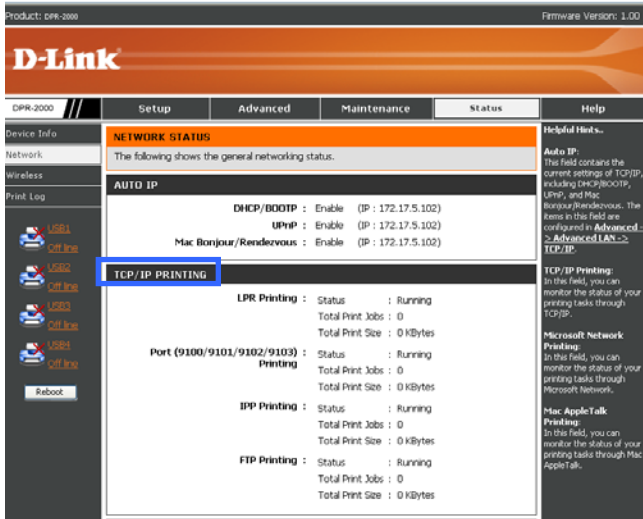 Product: DPR-2000
Firmware Version: 1.00
D-Link
DPR-2000
Setup
Advanced
Maintenance
Status
Help
Device Info
Network
Wireless
Print Log
USB1
Off line
USB2
Off line
USB3
Off line
USB4
Off line
Reboot
NETWORK STATUS
The following shows the general networking status.
AUTO IP
DHCP/BOOTP : Enable (IP : 172.17.5.102)
UPnP : Enable (IP : 172.17.5.102)
Mac Bonjour/Rendezvous : Enable (IP : 172.17.5.102)
TCP/IP PRINTING
LPR Printing : Status : Running
Total Print Jobs : 0
Total Print Size : 0 KBytes
Port (9100/9101/9102/9103) : Status : Running
Printing Total Print Jobs : 0
Total Print Size : 0 KBytes
IPP Printing : Status : Running
Total Print Jobs : 0
Total Print Size : 0 KBytes
FTP Printing : Status : Running
Total Print Jobs : 0
Total Print Size : 0 KBytes
Helpful Hints..
Auto IP:
This field contains the
current settings of TCP/IP,
including DHCP/BOOTP,
UPnP, and Mac
Bonjour/Rendezvous. The
items in this field are
configured in Advanced -
> Advanced LAN ->
TCP/IP.
TCP/IP Printing:
In this field, you can
monitor the status of your
printing tasks through
TCP/IP.
Microsoft Network
Printing:
In this field, you can
monitor the status of your
printing tasks through
Microsoft Network.
Mac AppleTalk
Printing:
In this field, you can
monitor the status of your
printing tasks through Mac
AppleTalk.